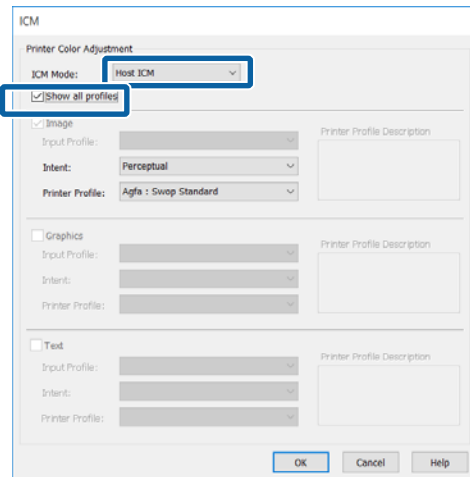 ICM
Printer Color Adjustment
ICM Mode: Host ICM
Show all profiles
Image
Printer Profile Description
Input Profile:
Intent: Perceptual
Printer Profile: Agfa : Swop Standard
Graphics
Printer Profile Description
Input Profile:
Intent:
Printer Profile:
Text
Printer Profile Description
Input Profile:
Intent:
Printer Profile:
OK Cancel Help